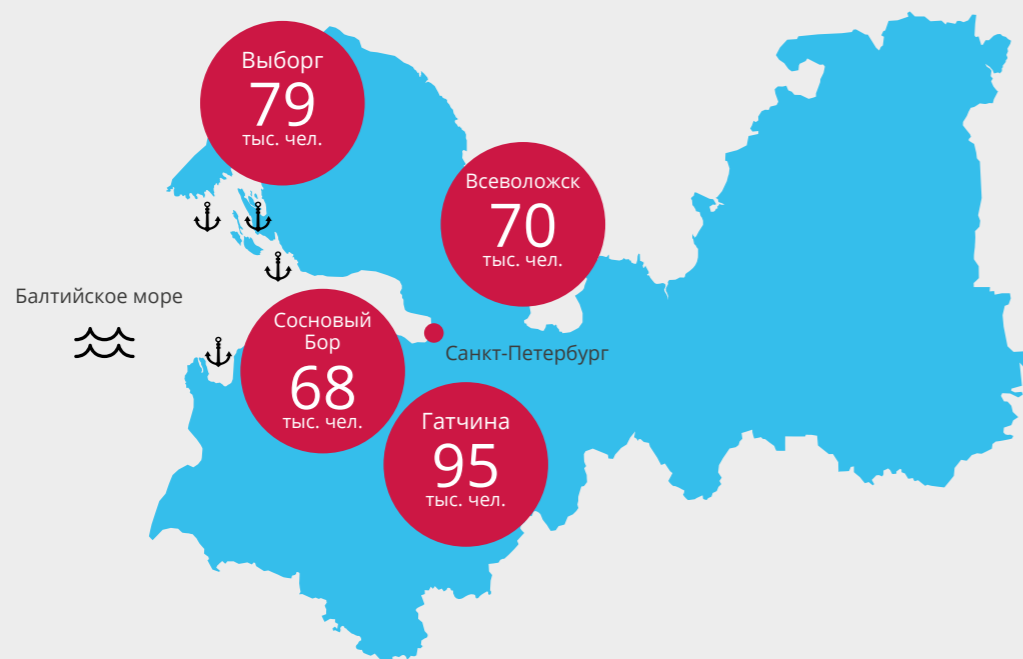 Выборг
79
тыс. чел.
Всеволожск
70
тыс. чел.
Балтийское море
Сосновый
Бор
68
тыс. чел.
Санкт-Петербург
Гатчина
95
тыс. чел.